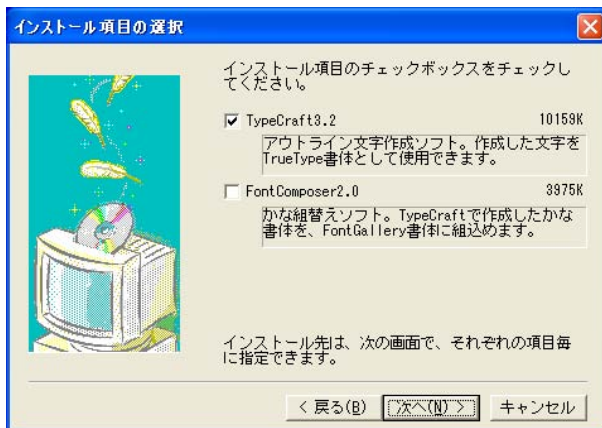 インストール項目の選択
インストール項目のチェックボックスをチェックし
てください。
TypeCraft3.2 10159K
アウトライン文字作成ソフト。作成した文字を
TrueType書体として使用できます。
FontComposer2.0 3975K
かな組替えソフト。TypeCraftで作成したかな
書体を、FontGallery書体に組込めます。
インストール先は、次の画面で、それぞれの項目毎
に指定できます。
< 戻る(B) 次へ(N) > キャンセル